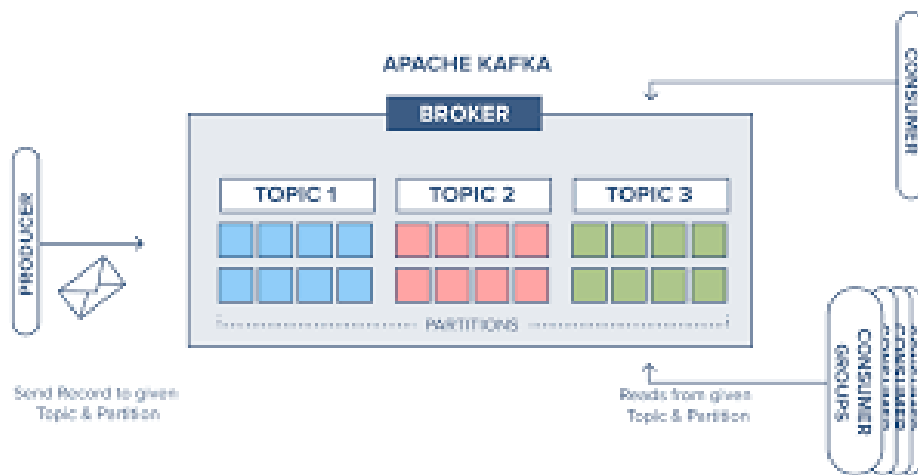 APACHE KAFKA
BROKER
CONSUMER
TOPIC 1
TOPIC 2
TOPIC 3
PRODUCER
PARTITIONS
Send Record to given
Topic & Partition
Reads from given
Topic & Partition
CONSUMER
GROUPS